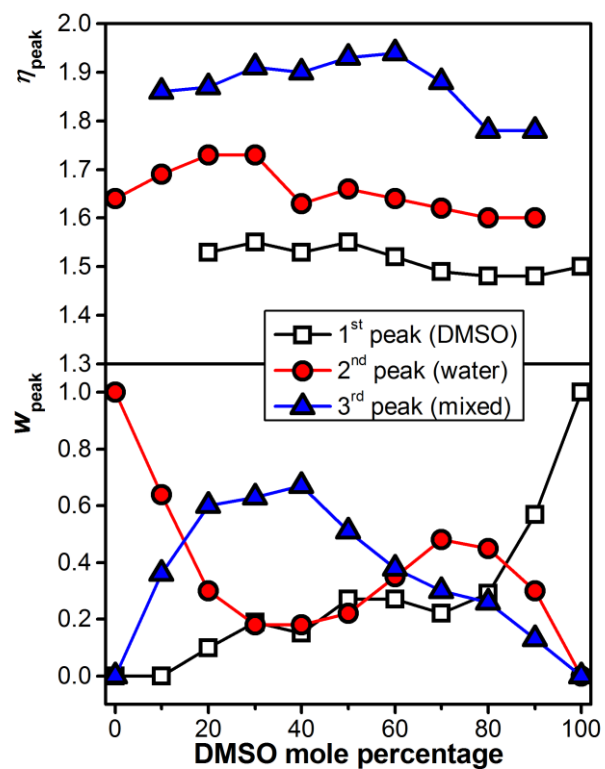 η_peak
2.0
1.9
1.8
1.7
1.6
1.5
1.4
1.3
1st peak (DMSO)
2nd peak (water)
3rd peak (mixed)
w_peak
1.0
0.8
0.6
0.4
0.2
0.0
0 20 40 60 80 100
DMSO mole percentage